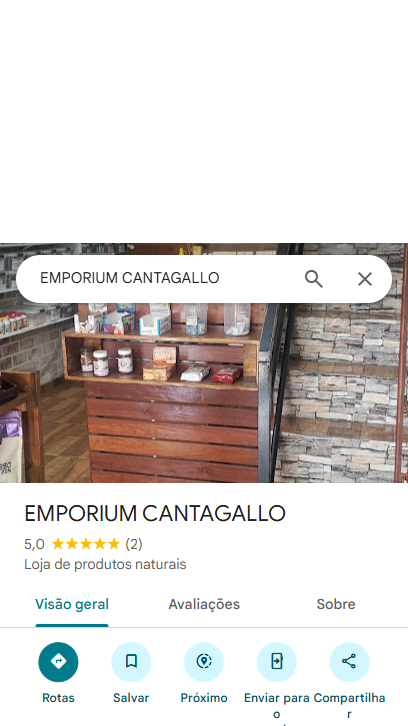 EMPORIUM CANTAGALLO
EMPORIUM CANTAGALLO
5,0 ★★★★★ (2)
Loja de produtos naturais
Visão geral Avaliações Sobre
Rotas Salvar Próximo Enviar para o Compartilhar